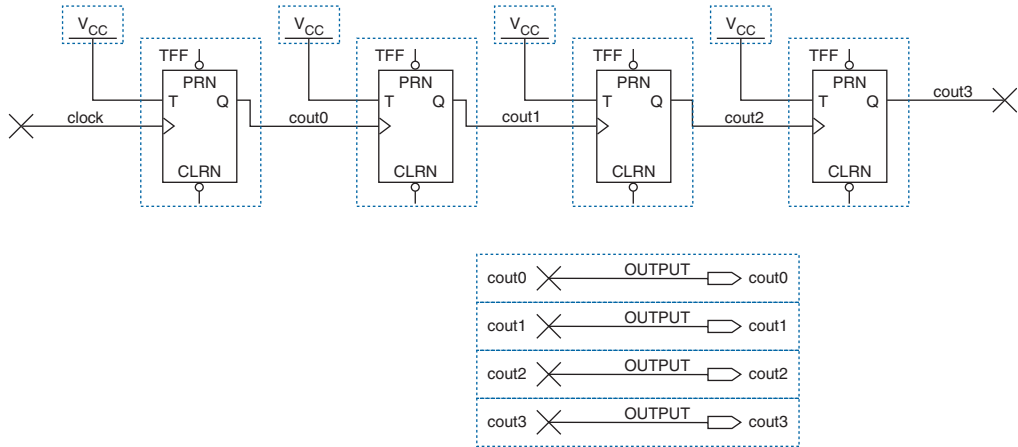 VCC VCC VCC VCC
TFF TFF TFF TFF
PRN PRN PRN PRN
T Q T Q T Q T Q cout3
clock cout0 cout1 cout2
CLRN CLRN CLRN CLRN
cout0 OUTPUT cout0
cout1 OUTPUT cout1
cout2 OUTPUT cout2
cout3 OUTPUT cout3